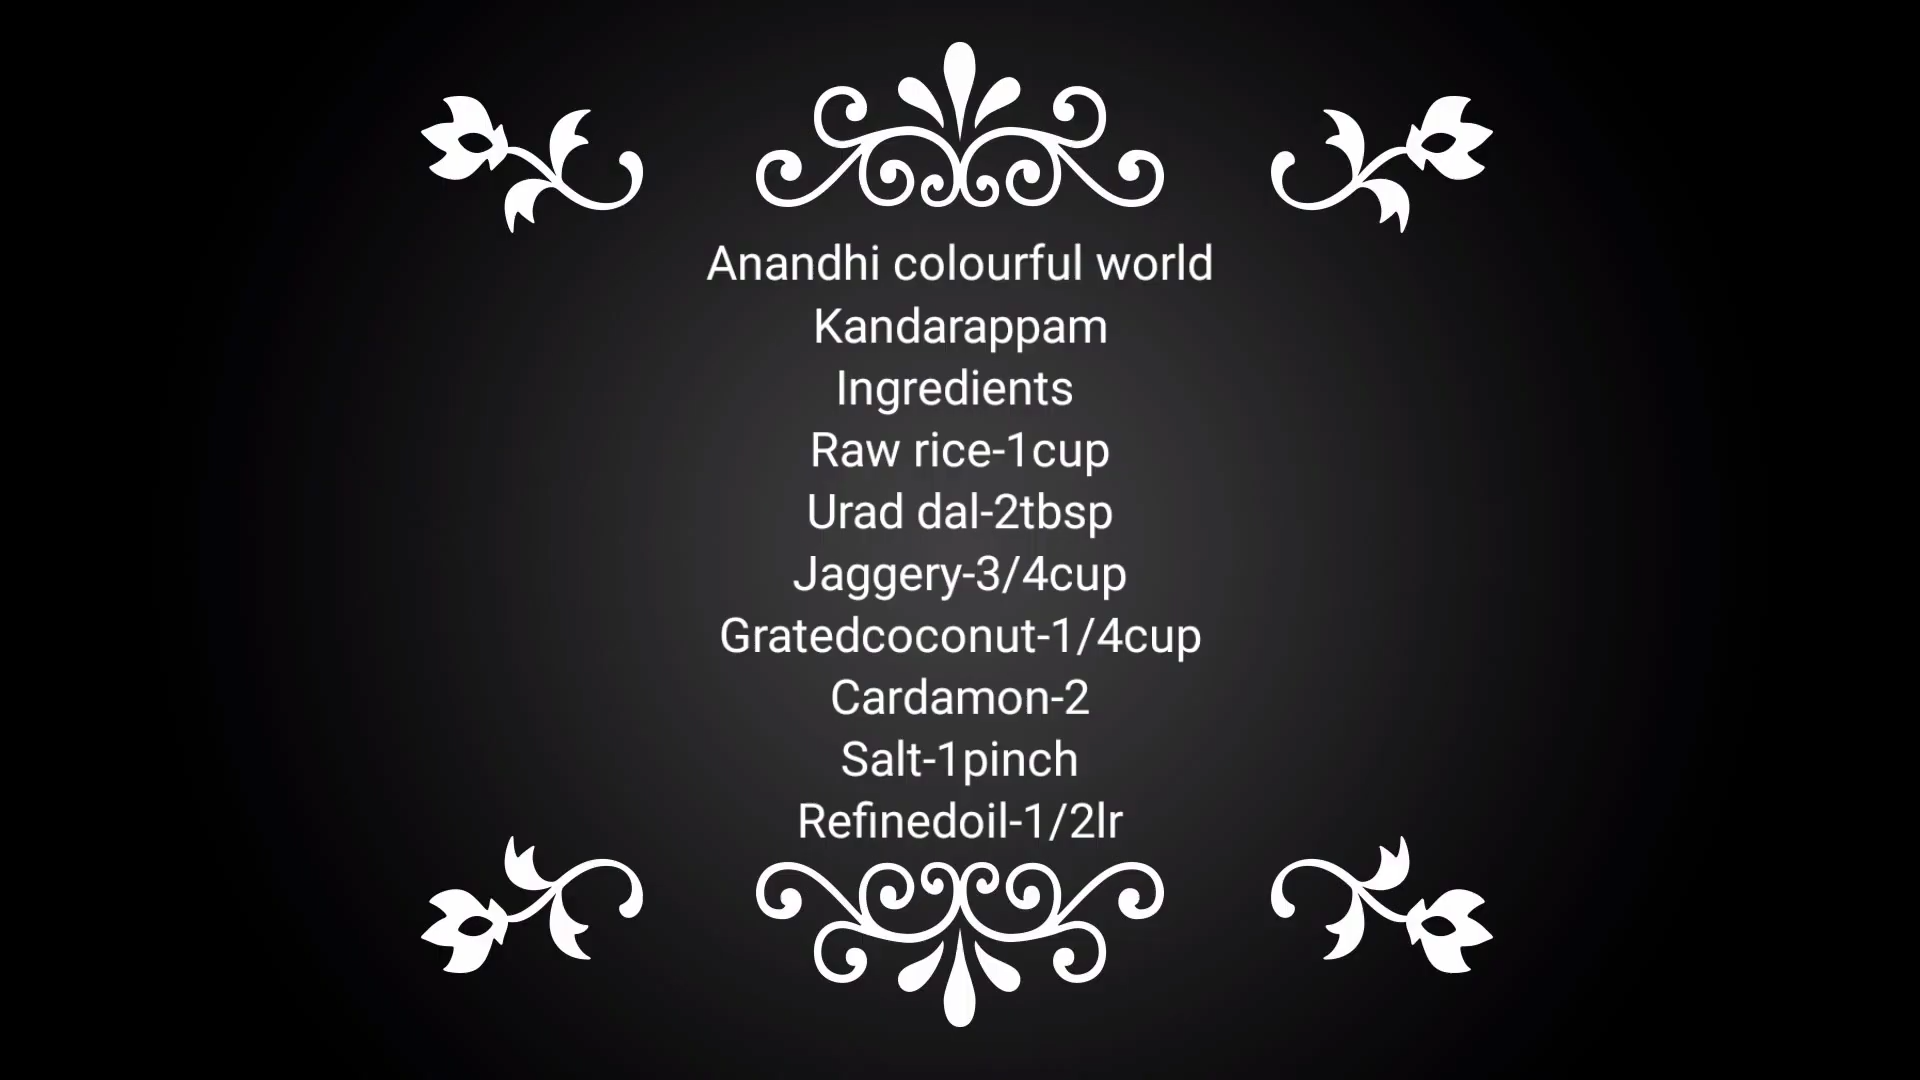 Anandhi colourful world
Kandarappam
Ingredients
Raw rice-1cup
Urad dal-2tbsp
Jaggery-3/4cup
Gratedcoconut-1/4cup
Cardamon-2
Salt-1pinch
Refinedoil-1/2lr